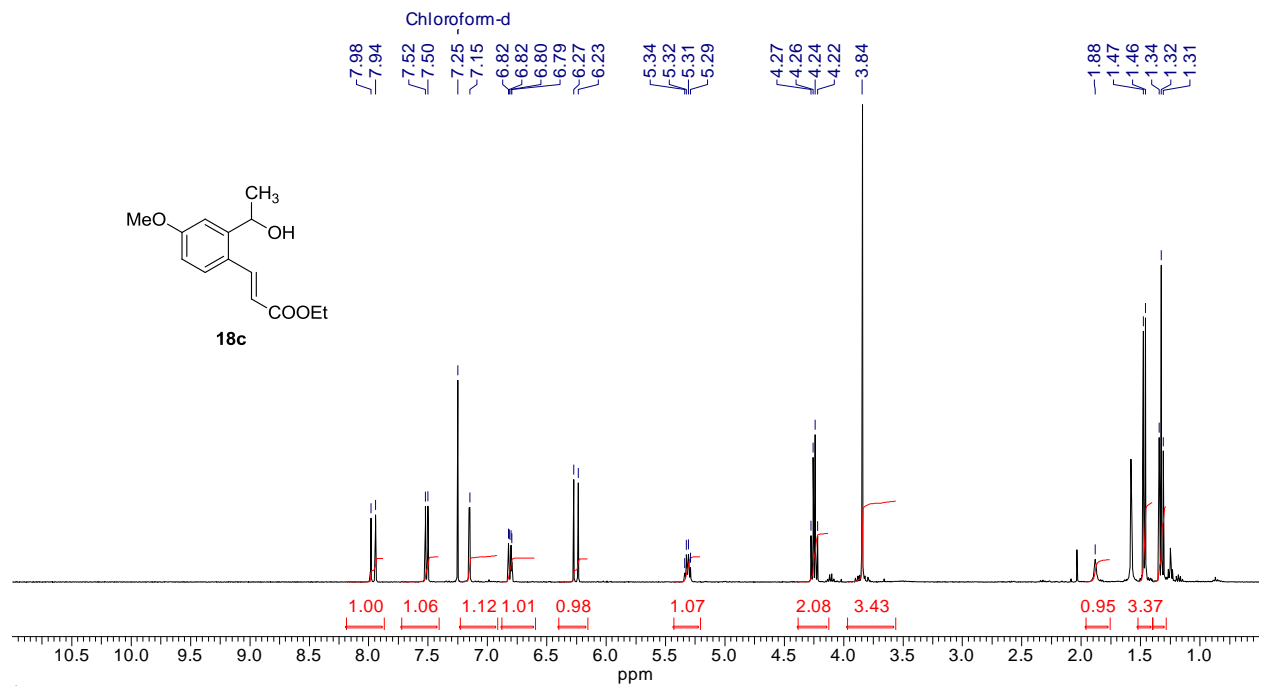 Chloroform-d
7.98 7.94 7.52 7.50 7.25 7.15 6.82 6.82 6.80 6.79 6.27 6.23 5.34 5.32 5.31 5.29 4.27 4.26 4.24 4.22 3.84 1.88 1.47 1.46 1.34 1.32 1.31
CH3
MeO
OH
COOEt
18c
1.00 1.06 1.12 1.01 0.98 1.07 2.08 3.43 0.95 3.37
10.5 10.0 9.5 9.0 8.5 8.0 7.5 7.0 6.5 6.0 5.5 5.0 4.5 4.0 3.5 3.0 2.5 2.0 1.5 1.0
ppm